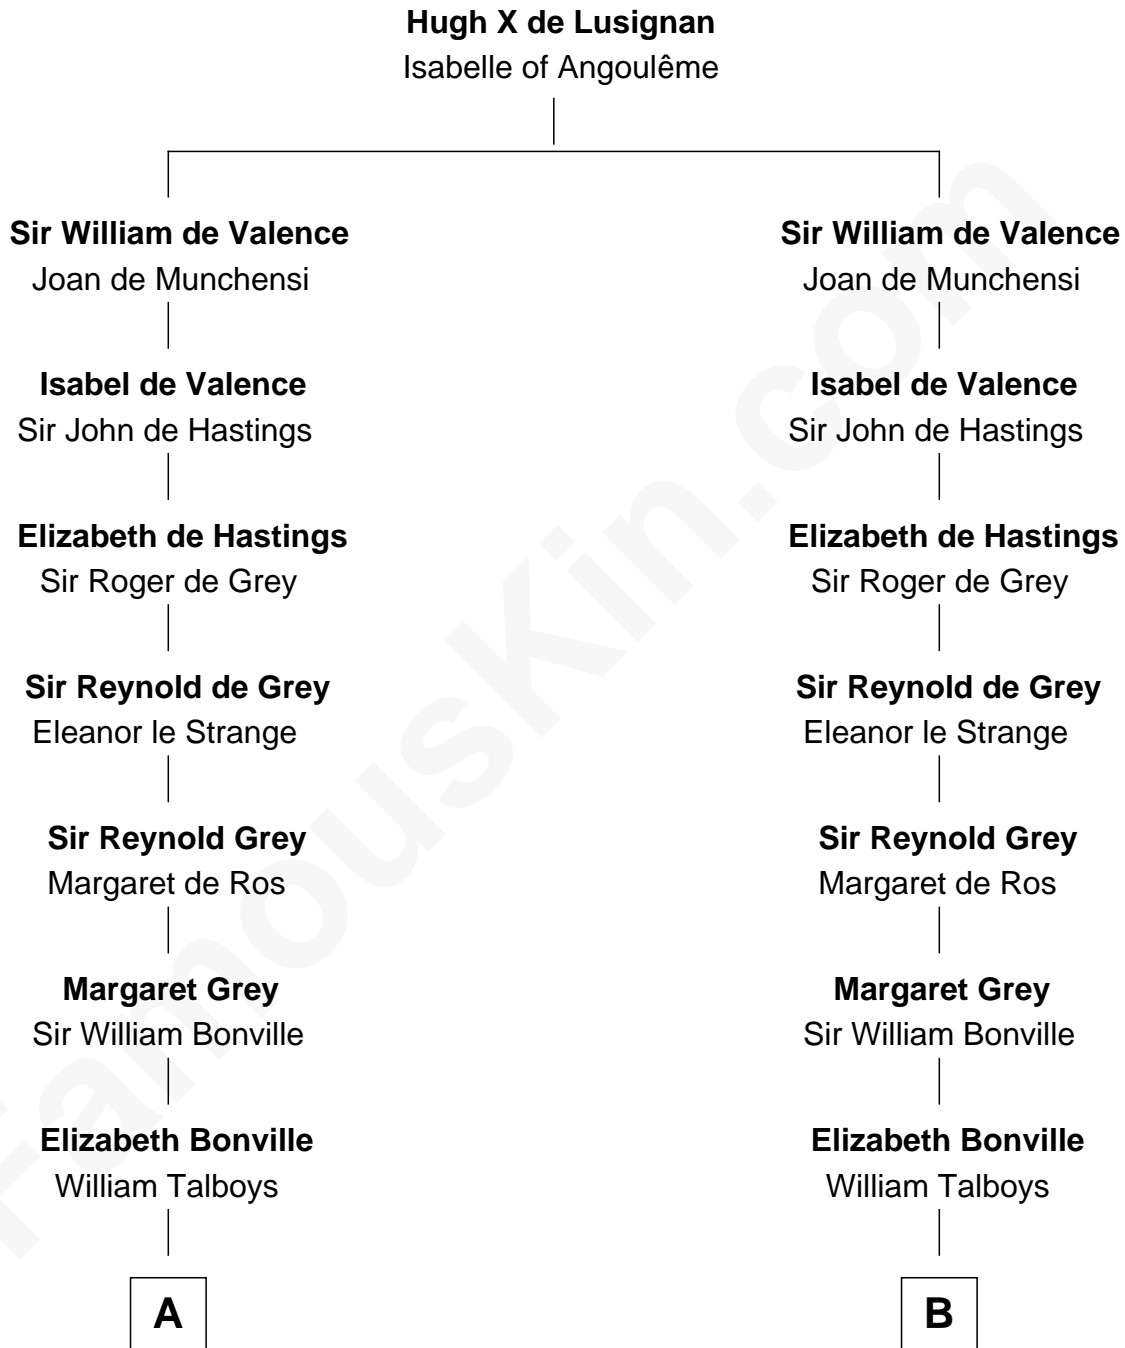 Hugh X de Lusignan
Isabelle of Angoulême
Sir William de Valence
Joan de Munchensi
Isabel de Valence
Sir John de Hastings
Elizabeth de Hastings
Sir Roger de Grey
Sir Reynold de Grey
Eleanor le Strange
Sir Reynold Grey
Margaret de Ros
Margaret Grey
Sir William Bonville
Elizabeth Bonville
William Talboys
A
Sir William de Valence
Joan de Munchensi
Isabel de Valence
Sir John de Hastings
Elizabeth de Hastings
Sir Roger de Grey
Sir Reynold de Grey
Eleanor le Strange
Sir Reynold Grey
Margaret de Ros
Margaret Grey
Sir William Bonville
Elizabeth Bonville
William Talboys
B
FamousKin.com